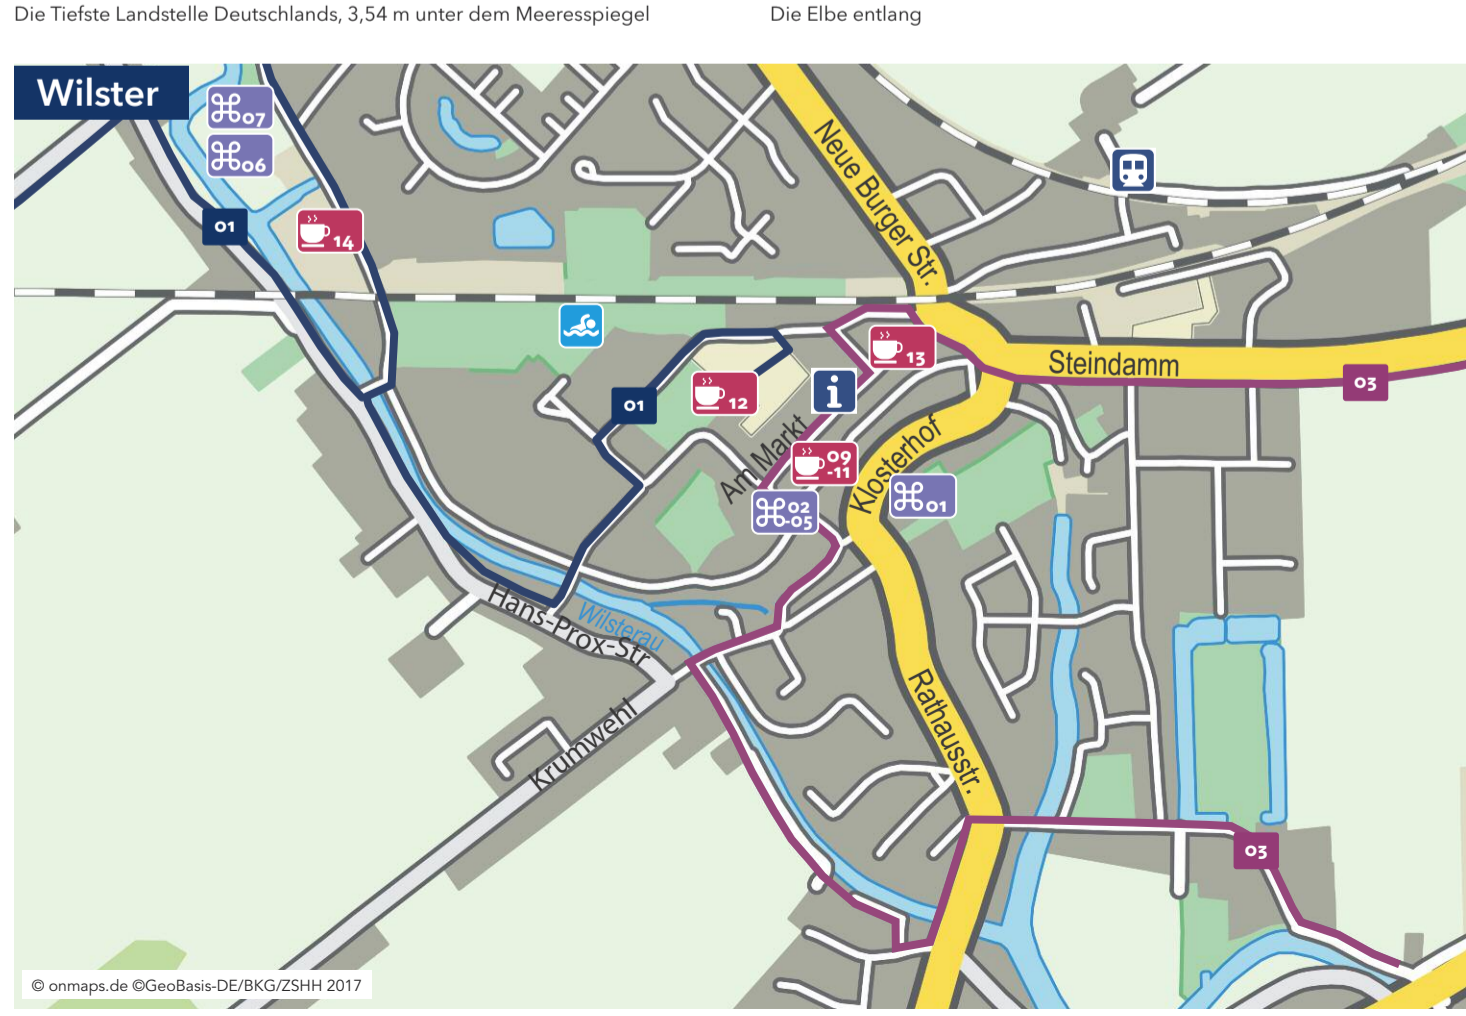 Die Tiefste Landstelle Deutschlands, 3,54 m unter dem Meeresspiegel
Die Elbe entlang
Wilster
07
06
01
14
Neue Burger Str.
13
Steindamm
03
i
01
12
Am Markt
09
-11
Klosterhof
02
-05
01
Hans-Prox-Str
Wilsterau
Krumwehl
Rathausstr.
03
© onmaps.de ©GeoBasis-DE/BKG/ZSHH 2017